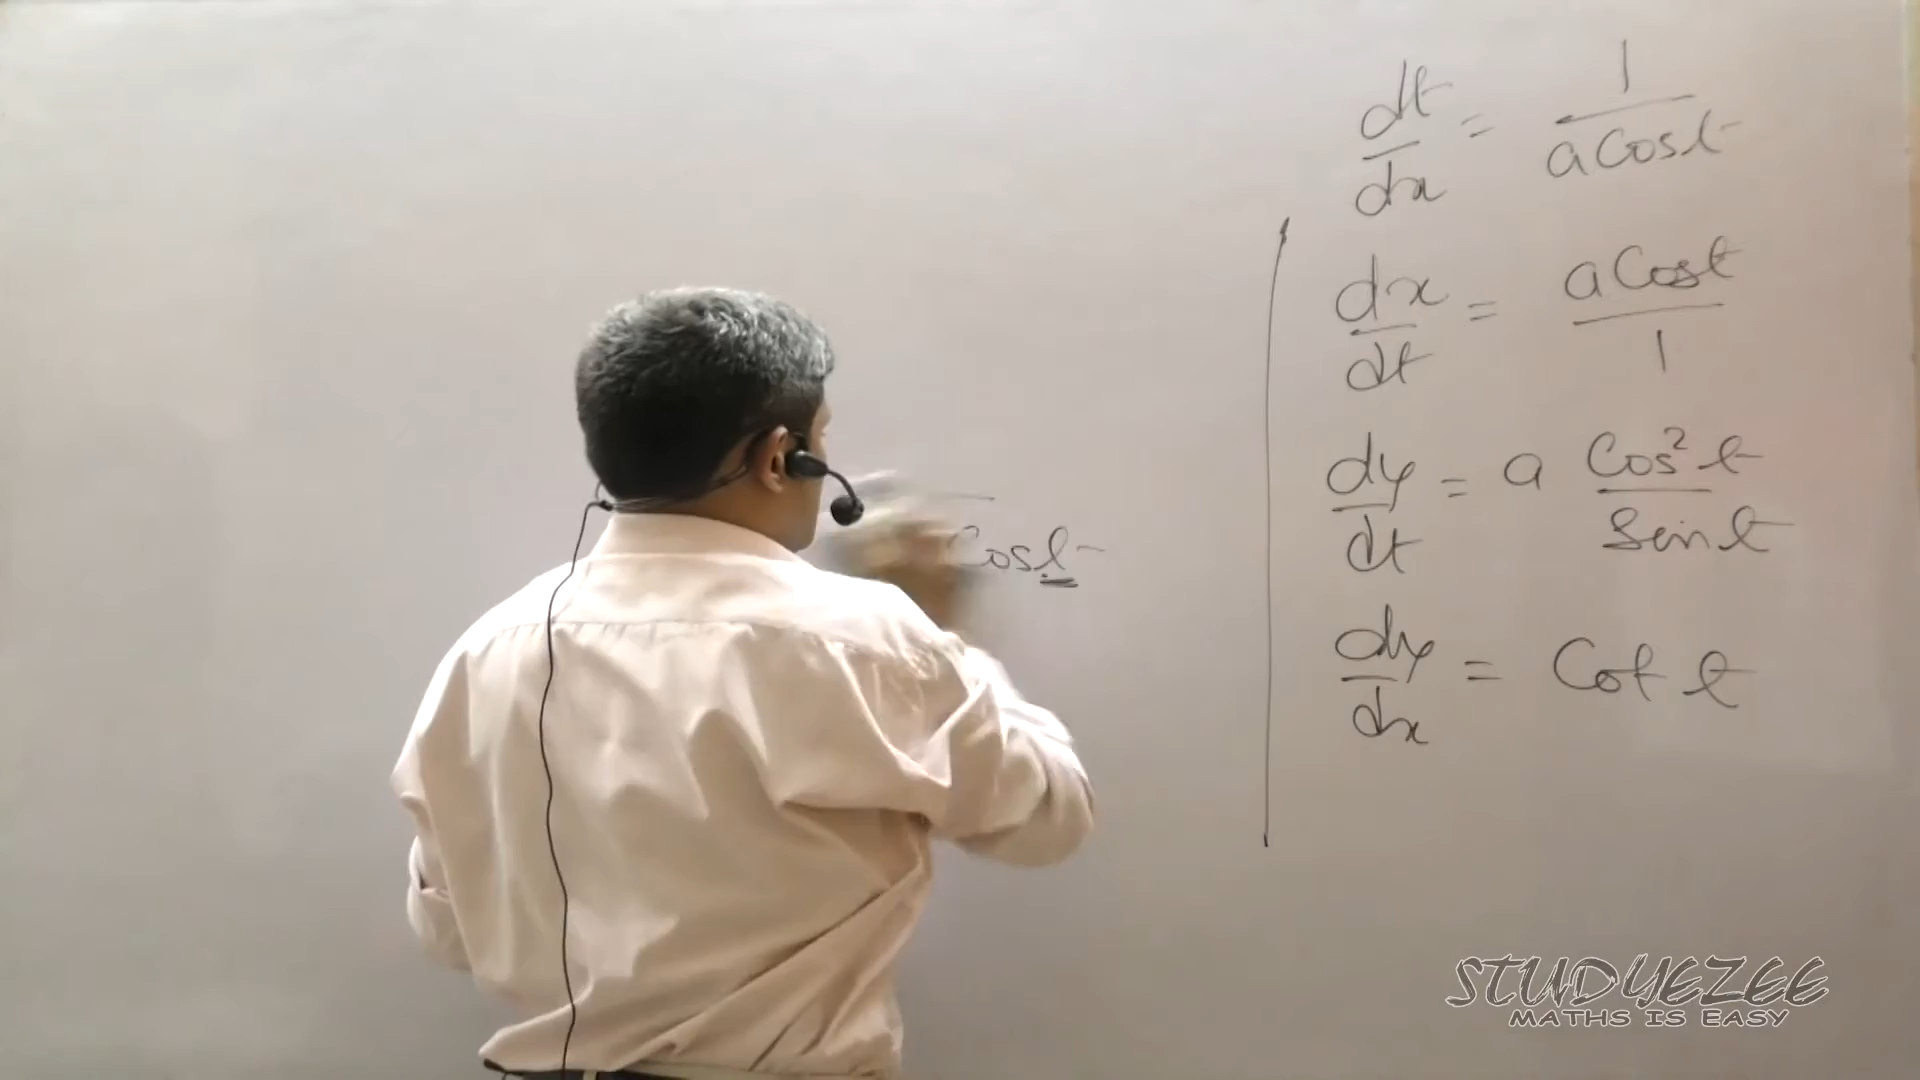 dt/dx = 1/a Cos t
dx/dt = a Cos t/1
dy/dt = a Cos² t/Sin t
dy/dx = Cot t
Cos t
STUDYEZEE
MATHS IS EASY